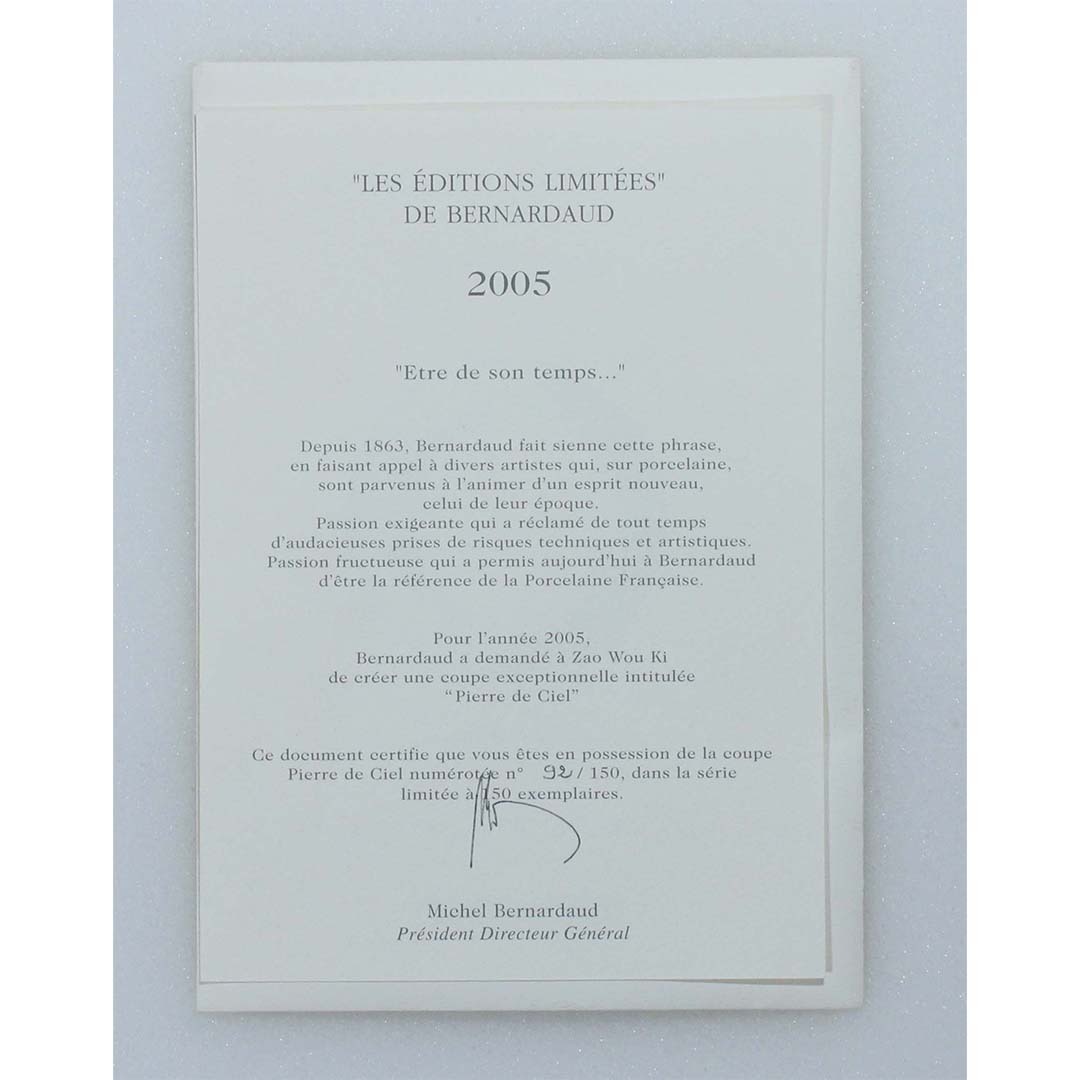 "LES ÉDITIONS LIMITÉES"
DE BERNARDAUD
2005
"Etre de son temps..."
Depuis 1863, Bernardaud fait sienne cette phrase,
en faisant appel à divers artistes qui, sur porcelaine,
sont parvenus à l'animer d'un esprit nouveau,
celui de leur époque.
Passion exigeante qui a réclamé de tout temps
d'audacieuses prises de risques techniques et artistiques.
Passion fructueuse qui a permis aujourd'hui à Bernardaud
d'être la référence de la Porcelaine Française.
Pour l'année 2005,
Bernardaud a demandé à Zao Wou Ki
de créer une coupe exceptionnelle intitulée
“Pierre de Ciel”
Ce document certifie que vous êtes en possession de la coupe
Pierre de Ciel numérotée n° 92 / 150, dans la série
limitée à 150 exemplaires.
Michel Bernardaud
Président Directeur Général